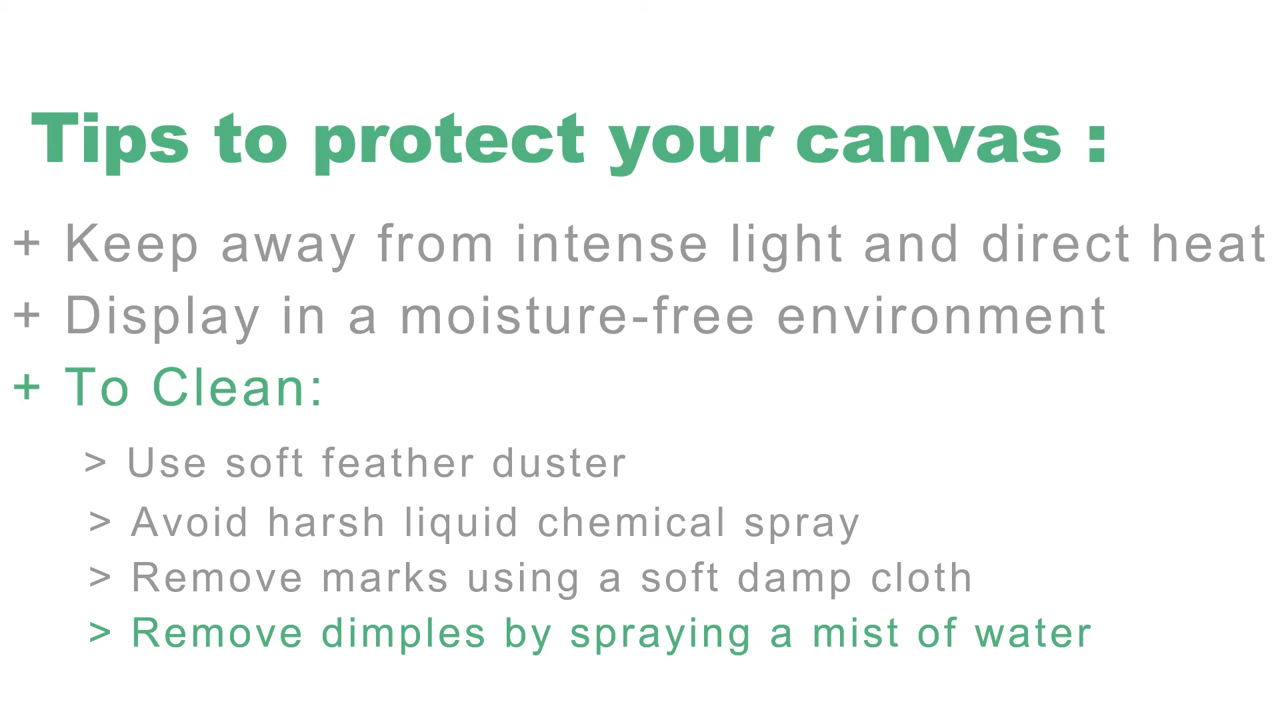 Tips to protect your canvas :
+ Keep away from intense light and direct heat
+ Display in a moisture-free environment
+ To Clean:
> Use soft feather duster
> Avoid harsh liquid chemical spray
> Remove marks using a soft damp cloth
> Remove dimples by spraying a mist of water